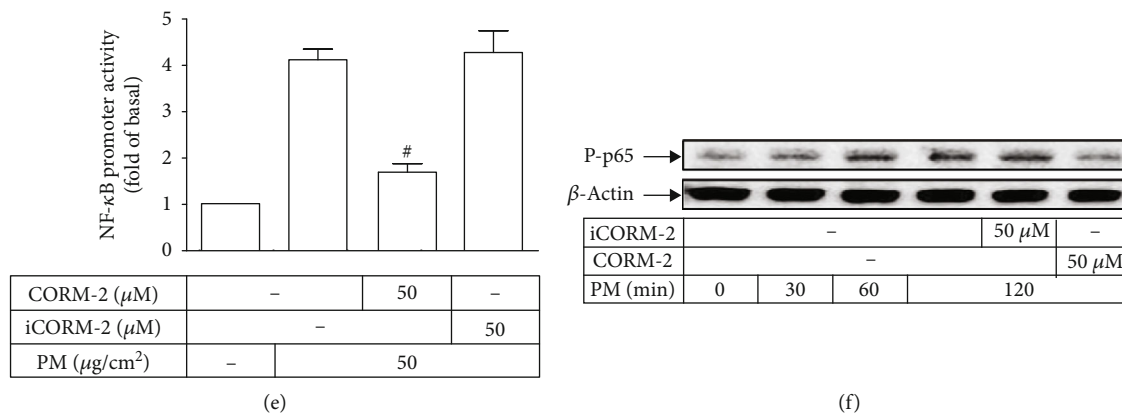 5
4
3
2
1
0
NF-κB promoter activity
(fold of basal)
#
CORM-2 (μM) – 50 –
iCORM-2 (μM) – 50
PM (μg/cm²) – 50
(e)
P-p65
β-Actin
iCORM-2 – 50 μM –
CORM-2 – 50 μM
PM (min) 0 30 60 120
(f)